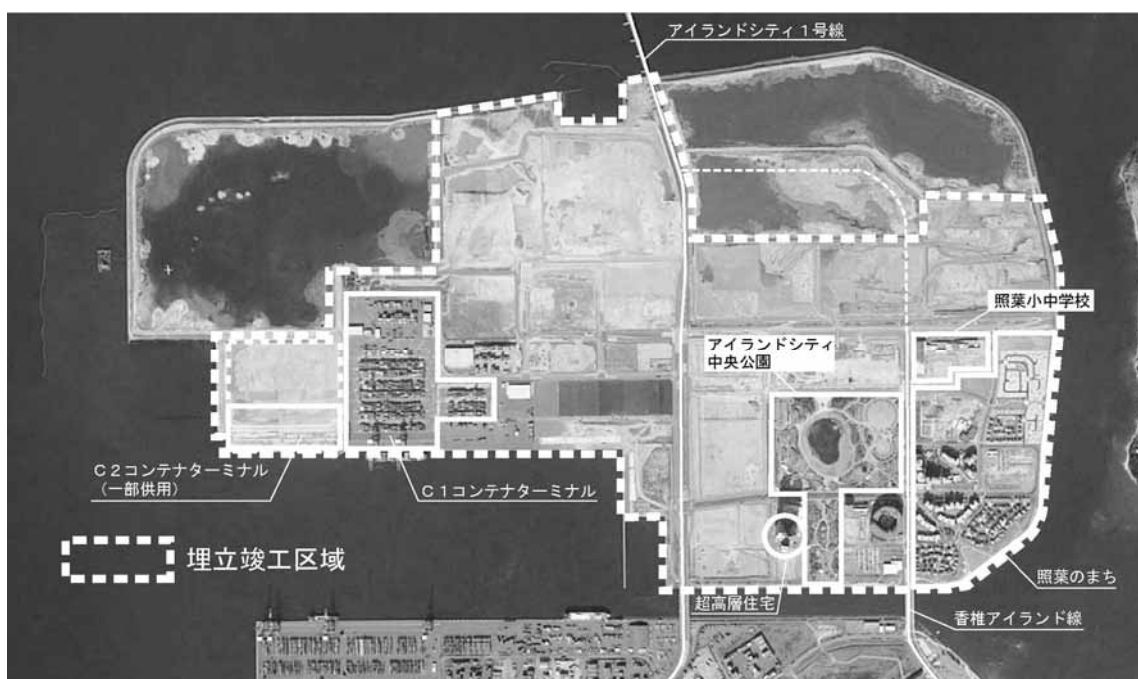 アイランドシティ1号線
照葉小中学校
アイランドシティ
中央公園
C2コンテナターミナル
(一部供用)
C1コンテナターミナル
埋立竣工区域
照葉のまち
超高層住宅
香椎アイランド線